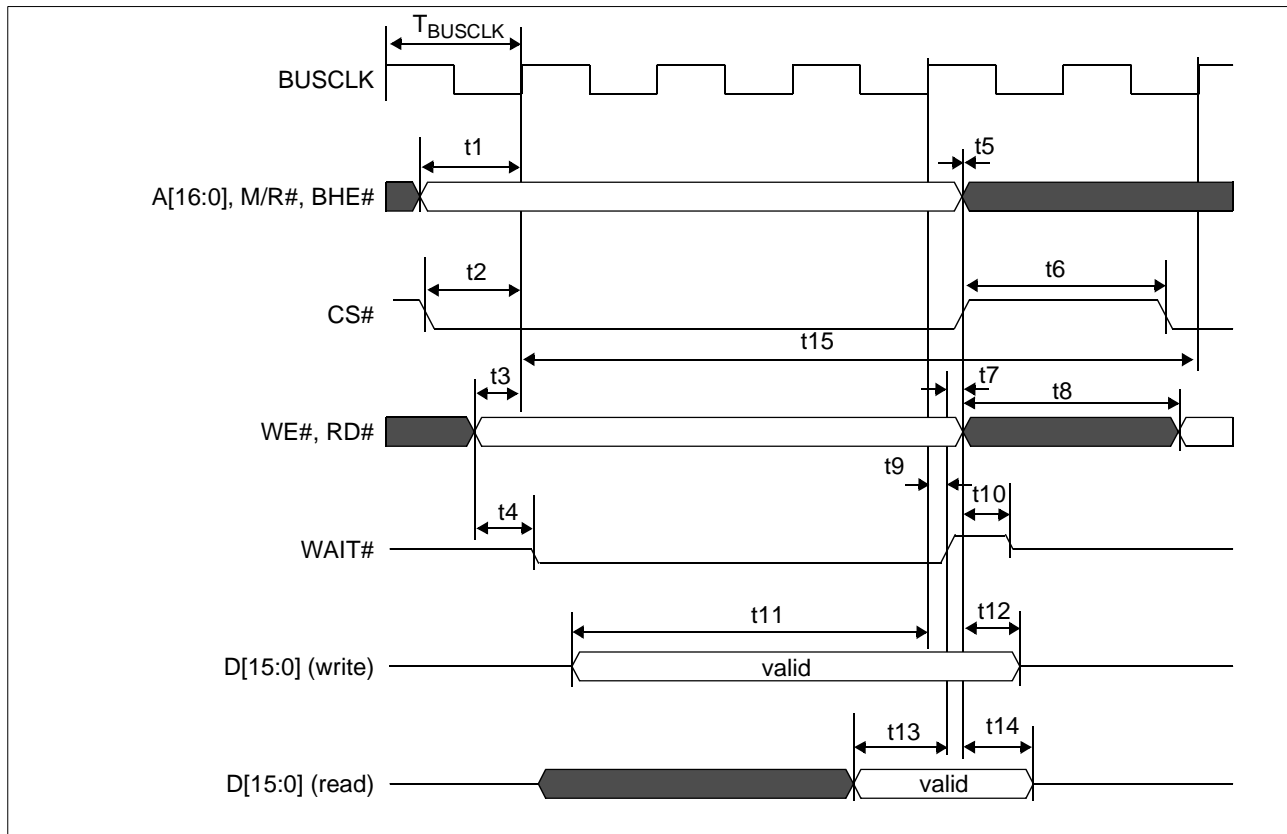 TBUSCLK
BUSCLK
t1
t5
A[16:0], M/R#, BHE#
t2
t6
CS#
t15
t3
t7
t8
WE#, RD#
t9
t10
t4
WAIT#
t11
t12
D[15:0] (write)
valid
t13
t14
D[15:0] (read)
valid